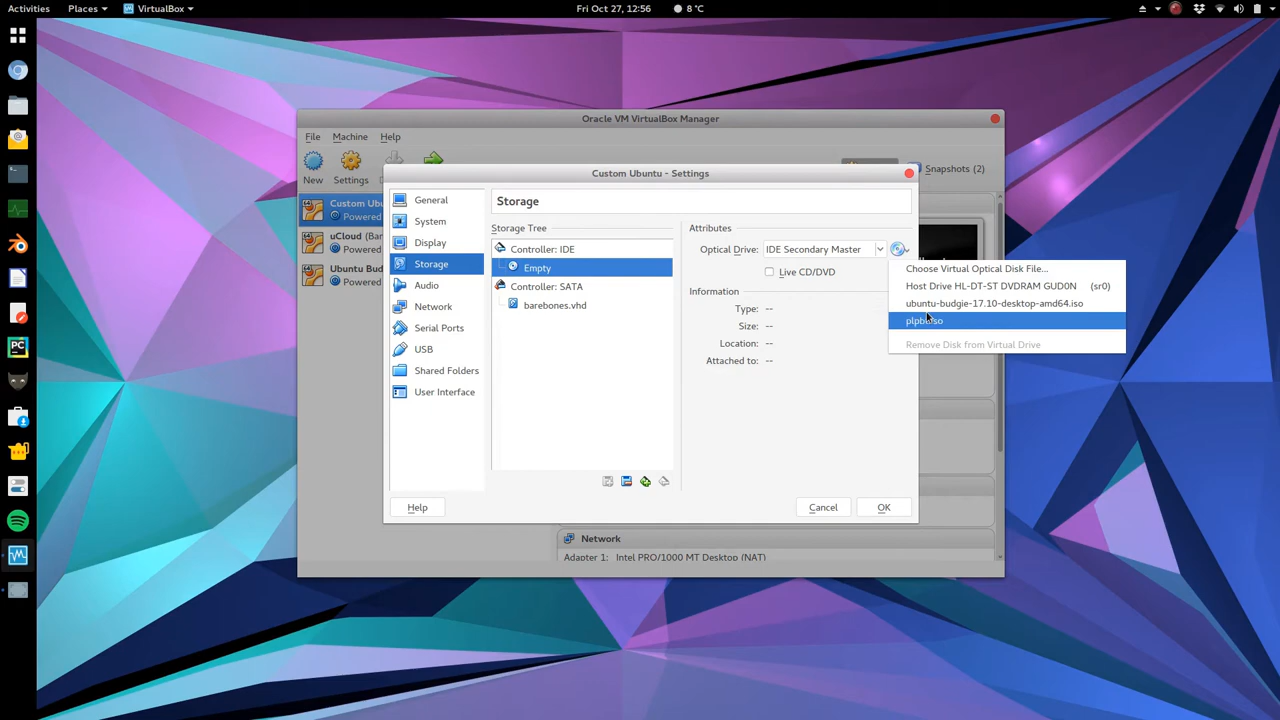 Activities Places VirtualBox Fri Oct 27, 12:56 8 °C
Oracle VM VirtualBox Manager
File Machine Help
New Settings Snapshots (2)
Custom Ubuntu - Settings
Custom Ubu
Powered
uCloud (Bar
Powered
Ubuntu Bud
Powered
General
System
Display
Storage
Audio
Network
Serial Ports
USB
Shared Folders
User Interface
Storage
Storage Tree
Controller: IDE
Empty
Controller: SATA
barebones.vhd
Attributes
Optical Drive: IDE Secondary Master
Live CD/DVD
Information
Type: --
Size: --
Location: --
Attached to: --
Choose Virtual Optical Disk File...
Host Drive HL-DT-ST DVDRAM GUD0N (sr0)
ubuntu-budgie-17.10-desktop-amd64.iso
Remove Disk from Virtual Drive
Help Cancel OK
Network
Adapter 1: Intel PRO/1000 MT Desktop (NAT)